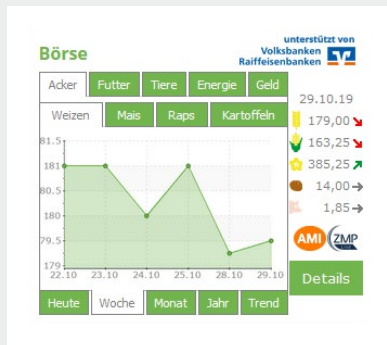 unterstützt von
Volksbanken
Raiffeisenbanken
Börse
Acker Futter Tiere Energie Geld
Weizen Mais Raps Kartoffeln
29.10.19
179,00
163,25
385,25
14,00
1,85
181.5
181
180.5
180
179.5
179
22.10 23.10 24.10 25.10 28.10 29.10
AMI ZMP LIVE
Details
Heute Woche Monat Jahr Trend